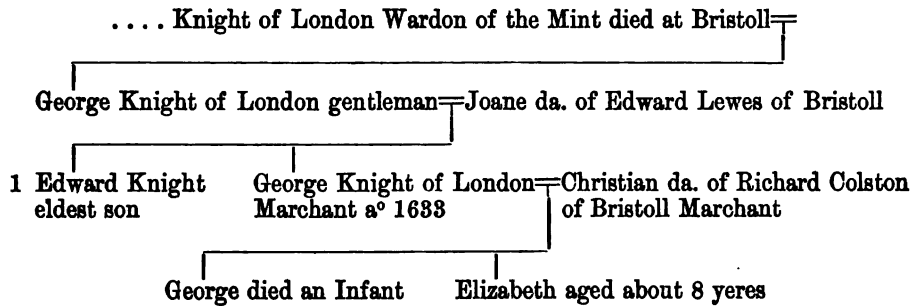 .... Knight of London Wardon of the Mint died at Bristoll
George Knight of London gentleman Joane da. of Edward Lewes of Bristoll
1 Edward Knight George Knight of London Christian da. of Richard Colston
eldest son Marchant aº 1633 of Bristoll Marchant
George died an Infant Elizabeth aged about 8 yeres